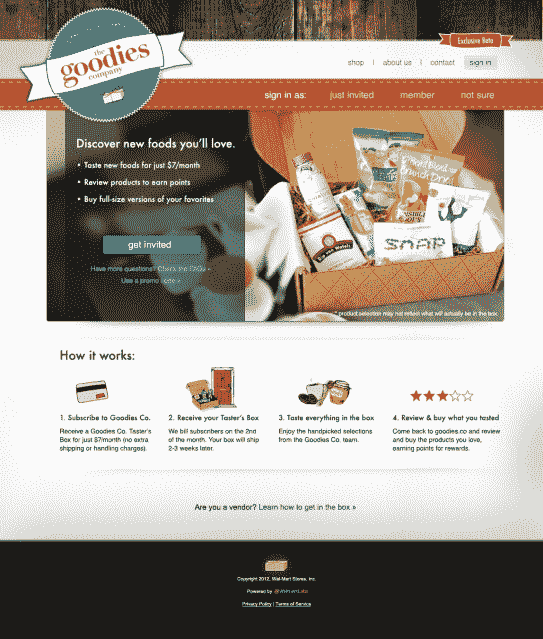 Exclusive Beta
the
goodies
company
shop | about us | contact sign in
sign in as: just invited member not sure
Discover new foods you'll love.
• Taste new foods for just $7/month
• Review products to earn points
• Buy full-size versions of your favorites
get invited
Have more questions? Check the FAQs »
Use a promo code »
SNAP
* product selection may not reflect what will actually be in the box
How it works:
1. Subscribe to Goodies Co.
Receive a Goodies Co. Taster's
Box for just $7/month (no extra
shipping or handling charges).
2. Receive your Taster's Box
We bill subscribers on the 2nd
of the month. Your box will ship
2-3 weeks later.
3. Taste everything in the box
Enjoy the handpicked selections
from the Goodies Co. team.
4. Review & buy what you tasted
Come back to goodies.co and review
and buy the products you love,
earning points for rewards.
Are you a vendor? Learn how to get in the box »
Copyright 2012, Wal-Mart Stores, Inc.
Powered by @WalmartLabs
Privacy Policy | Terms of Service